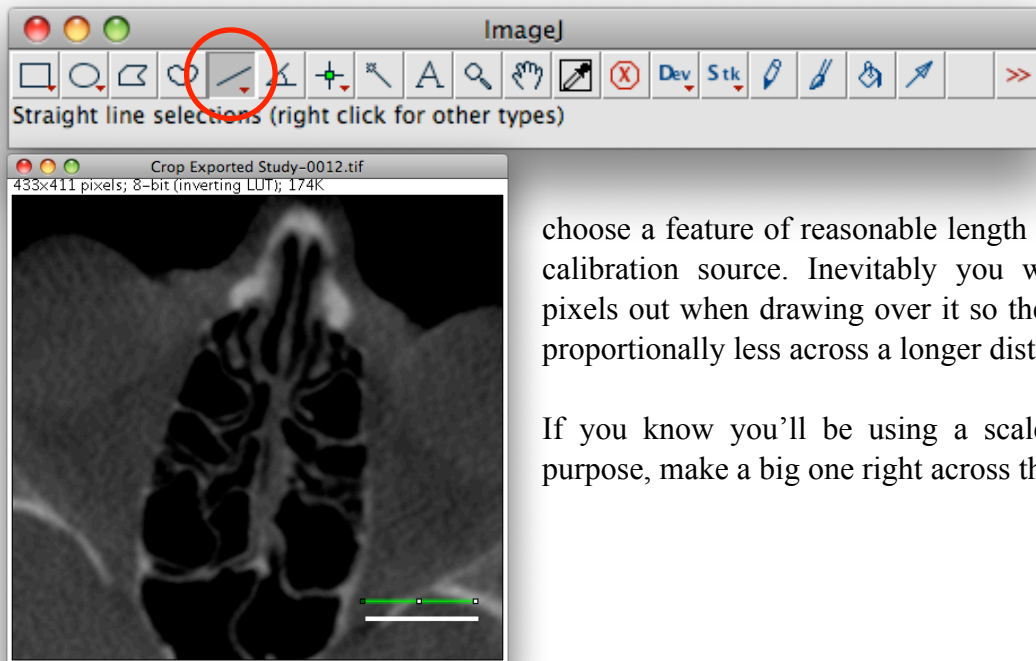 ImageJ
A Dev Stk >>
Straight line selections (right click for other types)
Crop Exported Study-0012.tif
433x411 pixels; 8-bit (inverting LUT); 174K
choose a feature of reasonable length
calibration source. Inevitably you w
pixels out when drawing over it so the
proportionally less across a longer dist
If you know you’ll be using a scale
purpose, make a big one right across th